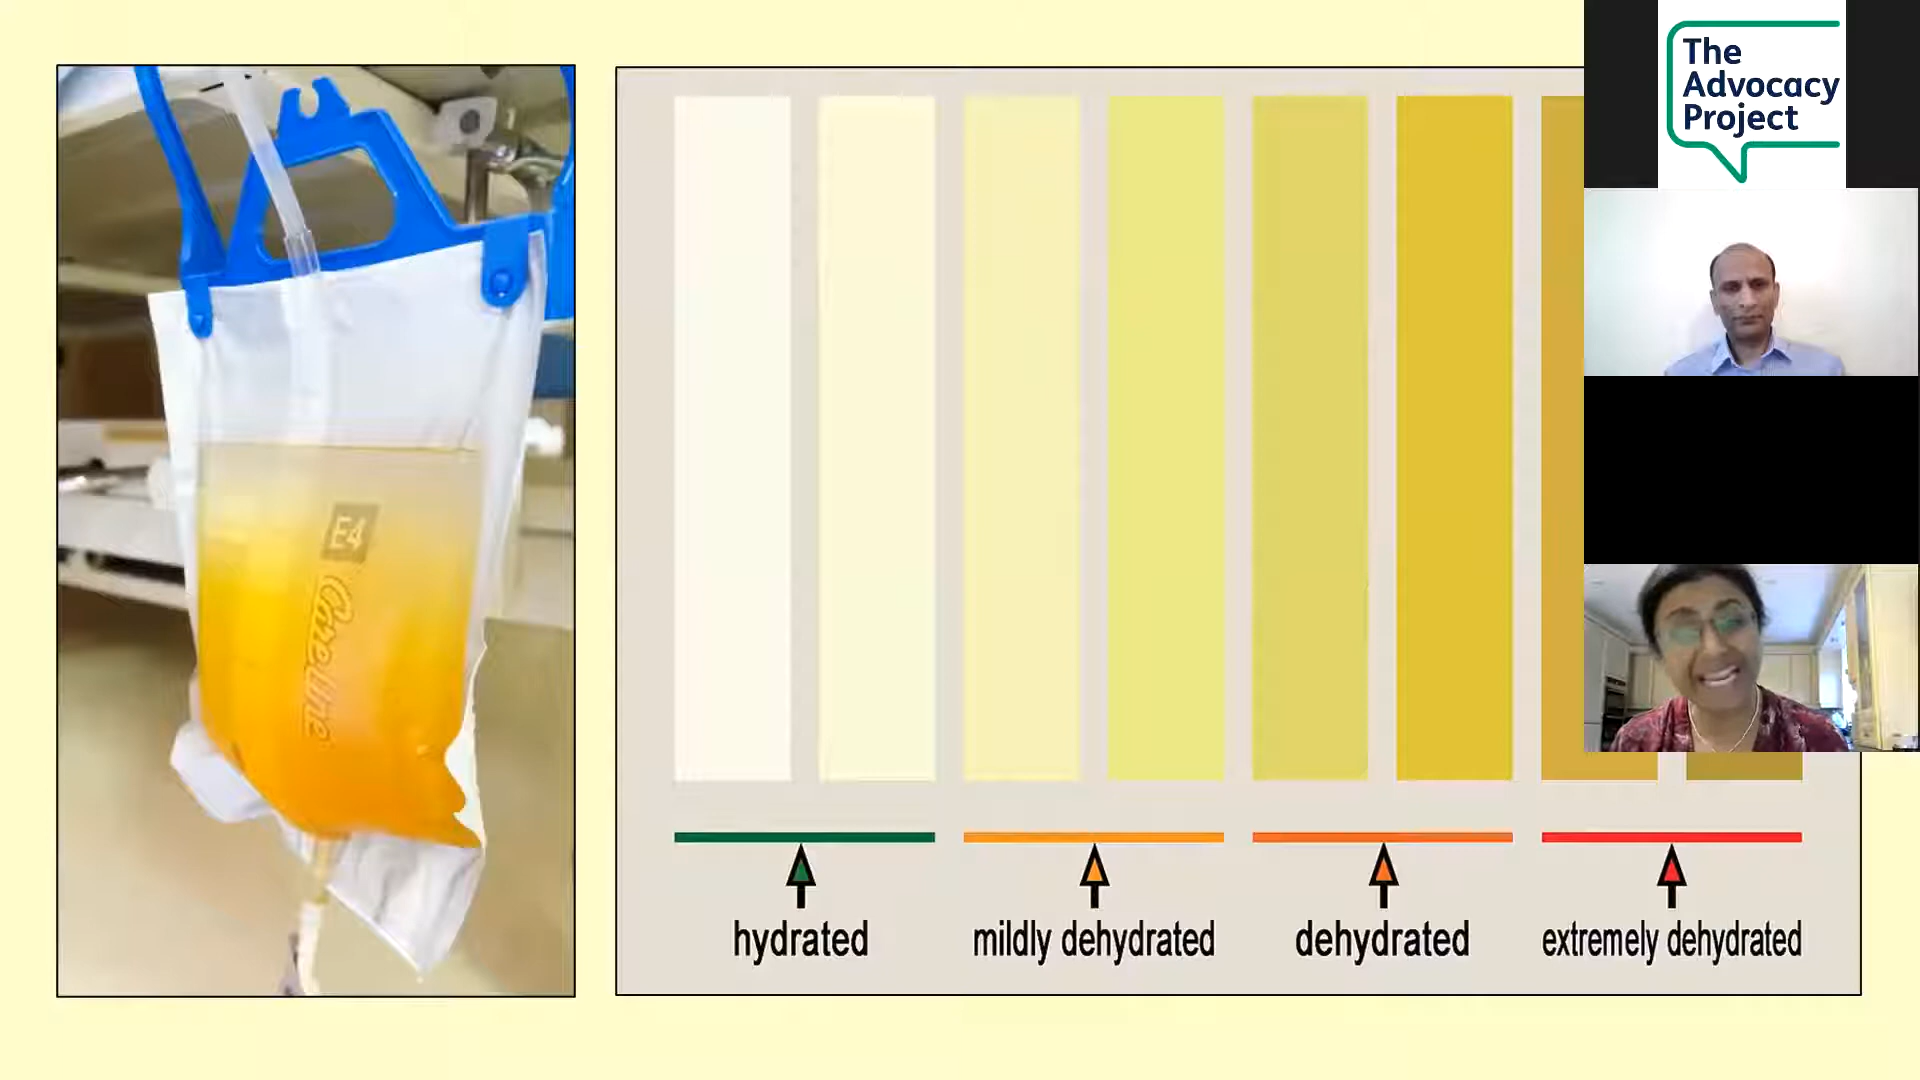 E4
CareLine
hydrated
mildly dehydrated
dehydrated
extremely dehydrated
The
Advocacy
Project